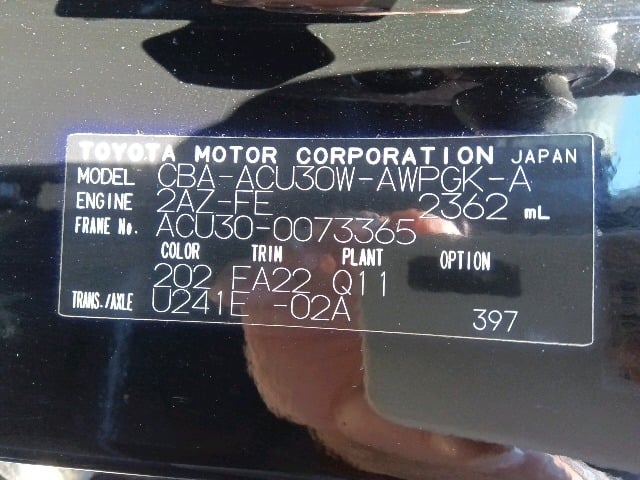 TOYOTA MOTOR CORPORATION JAPAN
MODEL CBA-ACU30W-AWPGK-A
ENGINE 2AZ-FE 2362 mL
FRAME No. ACU30-0073365
COLOR TRIM PLANT OPTION
202 FA22 Q11
TRANS./AXLE U241E -02A
397